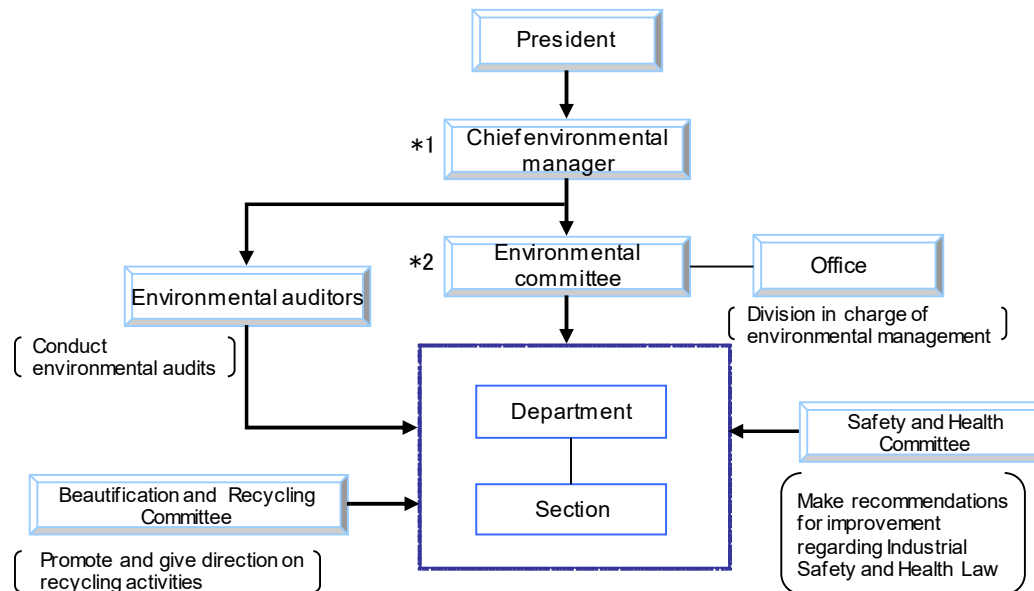 President
*1
Chief environmental
manager
*2
Environmental
committee
Office
Division in charge of
environmental management
Environmental auditors
Conduct
environmental audits
Department
Section
Safety and Health
Committee
Make recommendations
for improvement
regarding Industrial
Safety and Health Law
Beautification and Recycling
Committee
Promote and give direction on
recycling activities